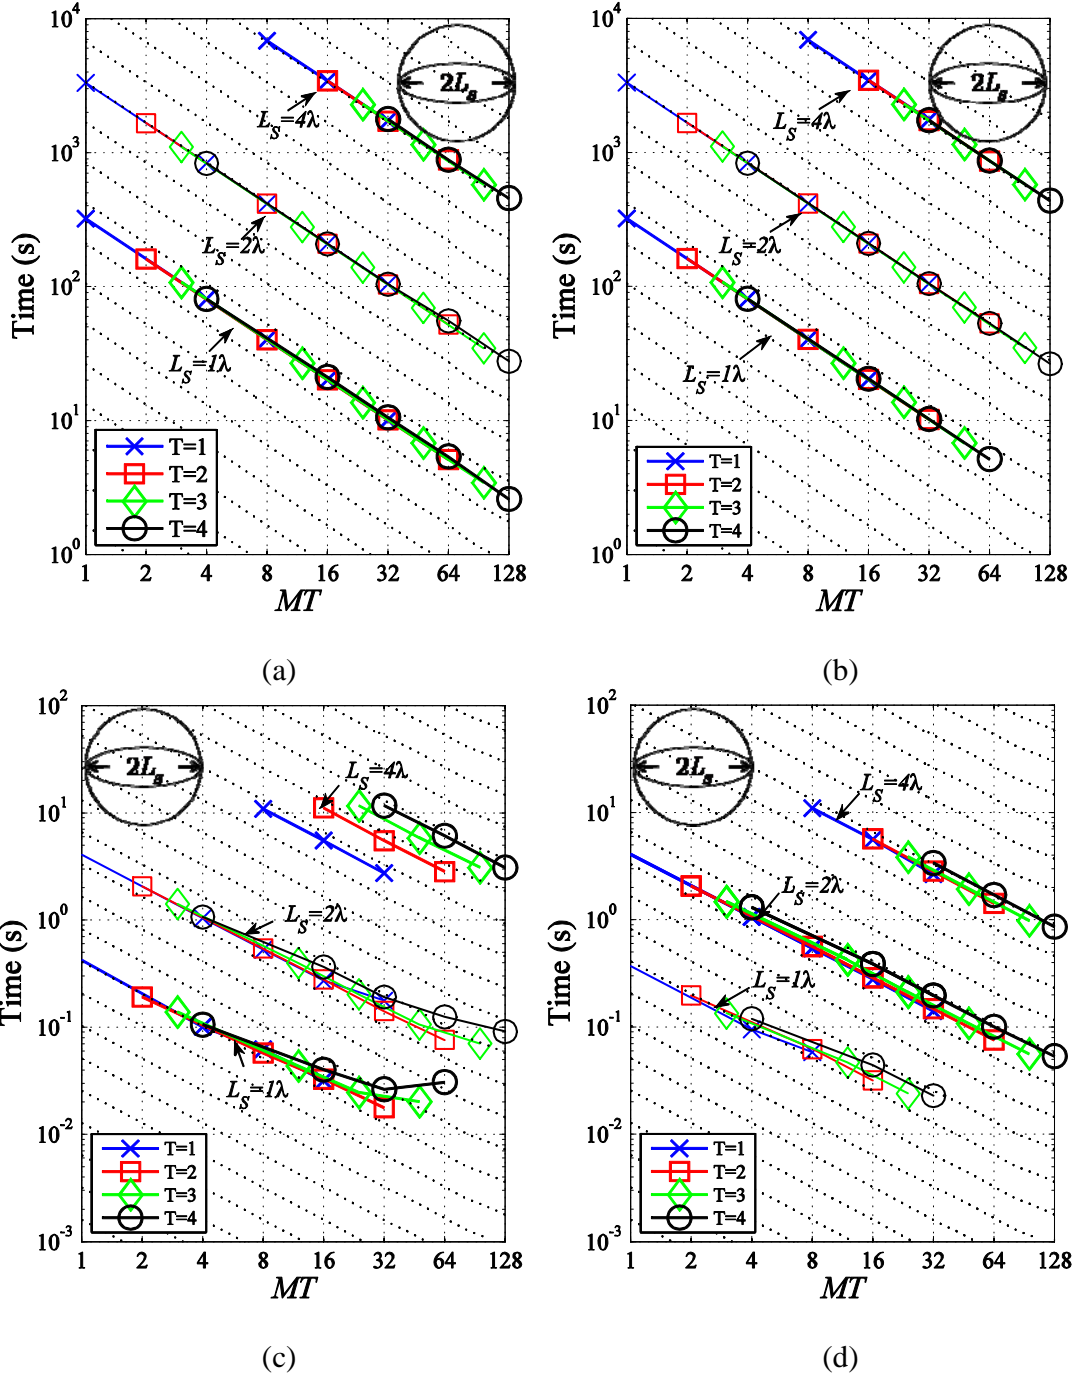 10^4
10^3
10^2
10^1
10^0
Time (s)
2L_s
L_S=4λ
L_S=2λ
L_S=1λ
T=1
T=2
T=3
T=4
1 2 4 8 16 32 64 128
MT
(a)
10^4
10^3
10^2
10^1
10^0
Time (s)
2L_s
L_S=4λ
L_S=2λ
L_S=1λ
T=1
T=2
T=3
T=4
1 2 4 8 16 32 64 128
MT
(b)
10^2
10^1
10^0
10^-1
10^-2
10^-3
Time (s)
2L_s
L_S=4λ
L_S=2λ
L_S=1λ
T=1
T=2
T=3
T=4
1 2 4 8 16 32 64 128
MT
(c)
10^2
10^1
10^0
10^-1
10^-2
10^-3
Time (s)
2L_s
L_S=4λ
L_S=2λ
L_S=1λ
T=1
T=2
T=3
T=4
1 2 4 8 16 32 64 128
MT
(d)